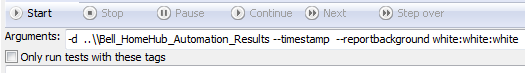 Start Stop Pause Continue Next Step over
Arguments: -d ..\\Bell_HomeHub_Automation_Results --timestamp --reportbackground white:white:white
Only run tests with these tags